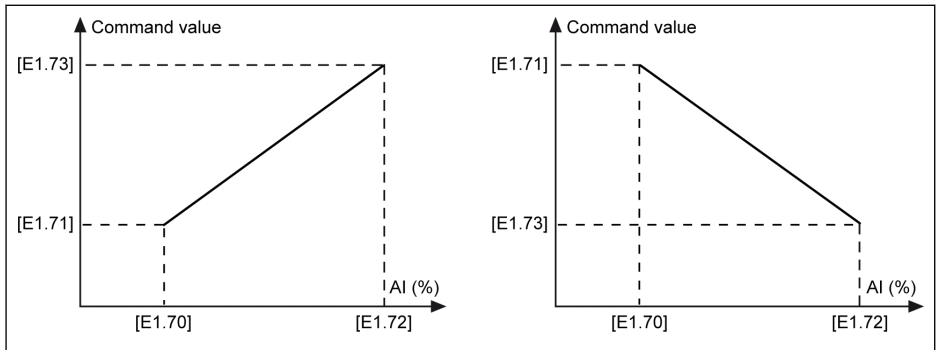 Command value
[E1.73]
[E1.71]
AI (%)
[E1.70]
[E1.72]
Command value
[E1.71]
[E1.73]
AI (%)
[E1.70]
[E1.72]